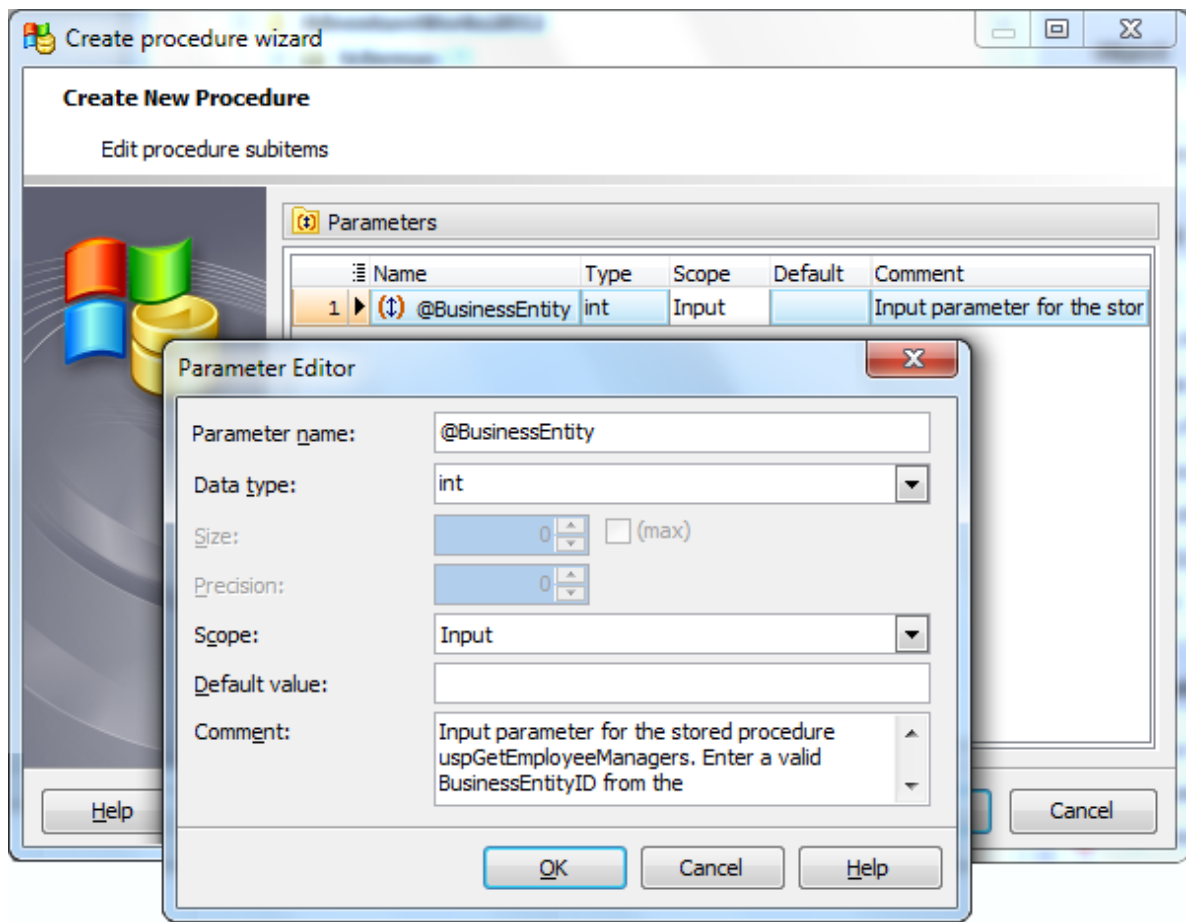 Create procedure wizard
Create New Procedure
Edit procedure subitems
Parameters
Name Type Scope Default Comment
1 @BusinessEntity int Input Input parameter for the stor
Parameter Editor
Parameter name: @BusinessEntity
Data type: int
Size: 0 (max)
Precision: 0
Scope: Input
Default value:
Comment: Input parameter for the stored procedure
uspGetEmployeeManagers. Enter a valid
BusinessEntityID from the
Help Cancel
OK Cancel Help